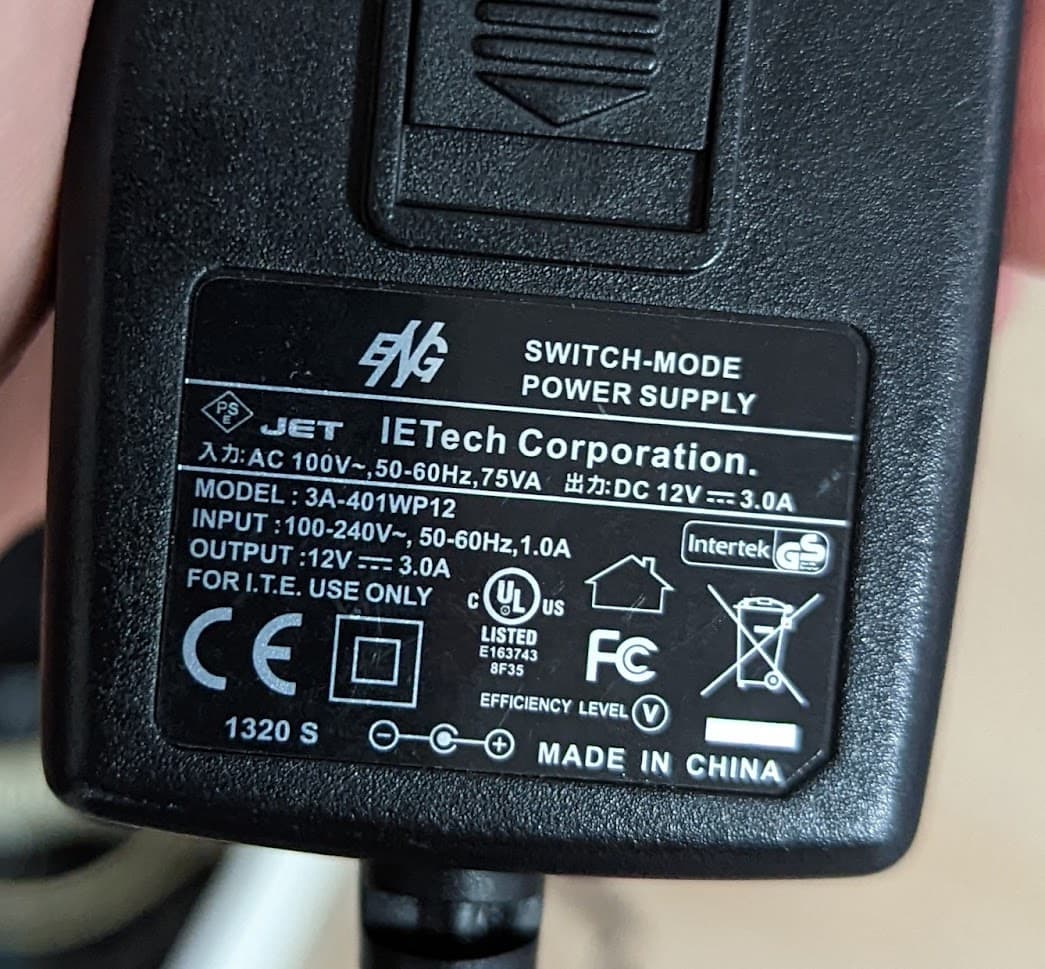 ENG
SWITCH-MODE
POWER SUPPLY
PS
E
JET IETech Corporation.
入力:AC 100V~,50-60Hz,75VA 出力:DC 12V⎓3.0A
MODEL : 3A-401WP12
INPUT :100-240V~, 50-60Hz,1.0A
OUTPUT :12V⎓3.0A
FOR I.T.E. USE ONLY
Intertek GS
C UL US
LISTED
E163743
8F35
CE
FC
EFFICIENCY LEVEL V
1320 S
MADE IN CHINA